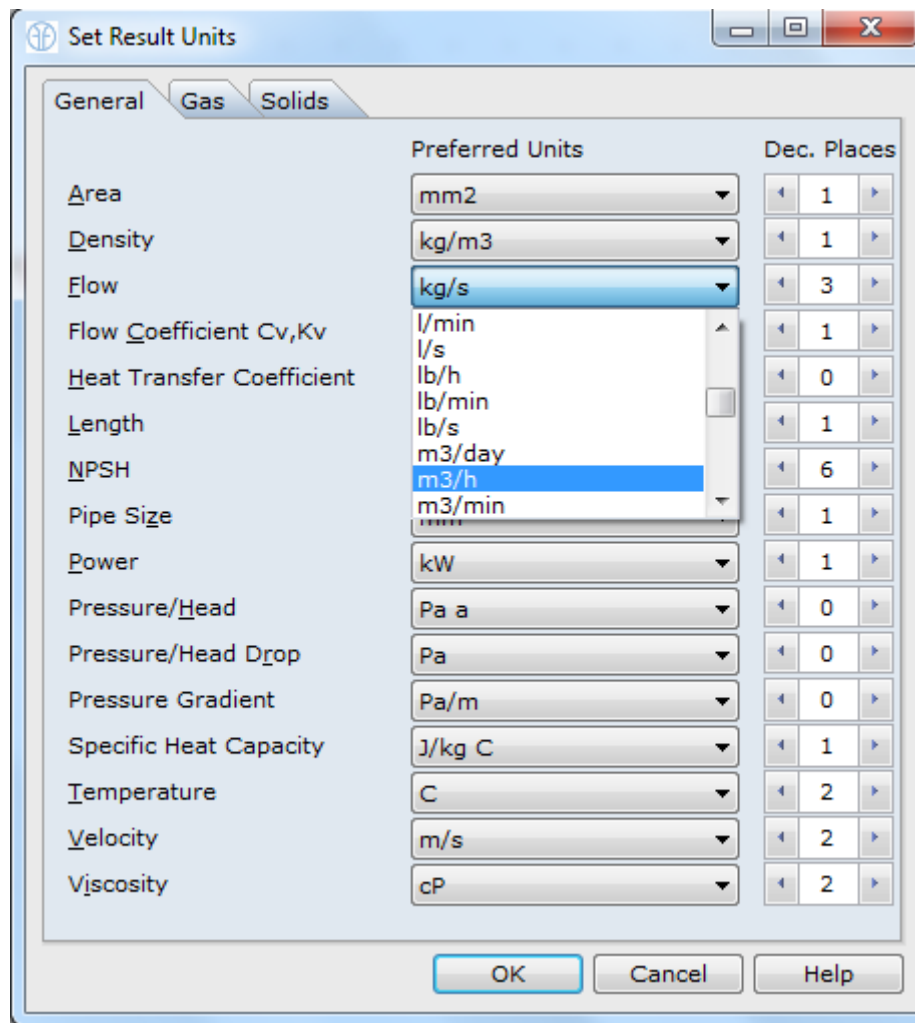 Set Result Units
General Gas Solids
Preferred Units Dec. Places
Area mm2 1
Density kg/m3 1
Flow kg/s 3
l/min
Flow Coefficient Cv,Kv 1
l/s
lb/h
Heat Transfer Coefficient 0
lb/min
Length lb/s 1
m3/day
NPSH m3/h 6
m3/min
Pipe Size mm 1
Power kW 1
Pressure/Head Pa a 0
Pressure/Head Drop Pa 0
Pressure Gradient Pa/m 0
Specific Heat Capacity J/kg C 1
Temperature C 2
Velocity m/s 2
Viscosity cP 2
OK Cancel Help